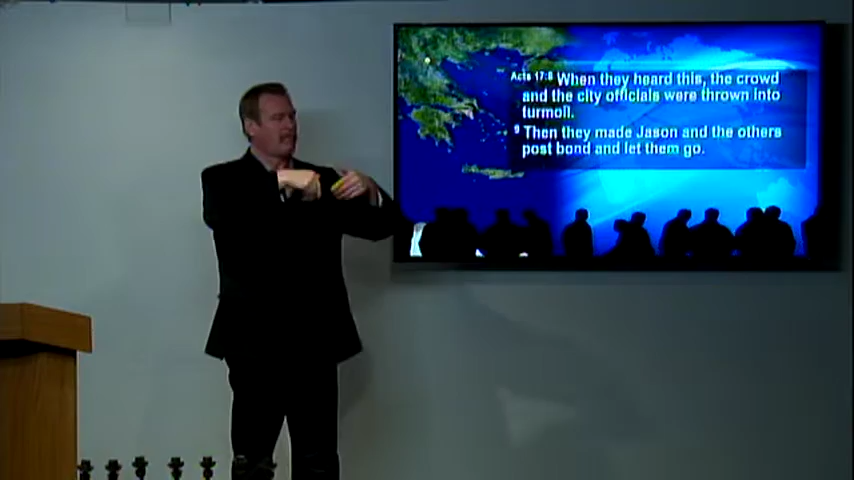 Acts 17:8 When they heard this, the crowd
and the city officials were thrown into
turmoil.
9 Then they made Jason and the others
post bond and let them go.